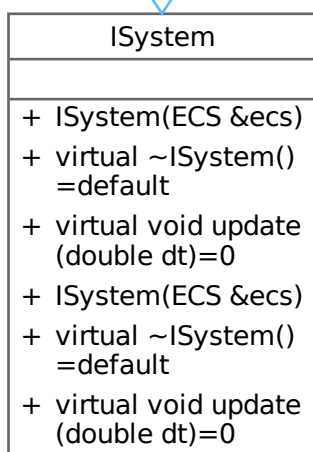 ISystem
+ ISystem(ECS &ecs)
+ virtual ~ISystem()
=default
+ virtual void update
(double dt)=0
+ ISystem(ECS &ecs)
+ virtual ~ISystem()
=default
+ virtual void update
(double dt)=0